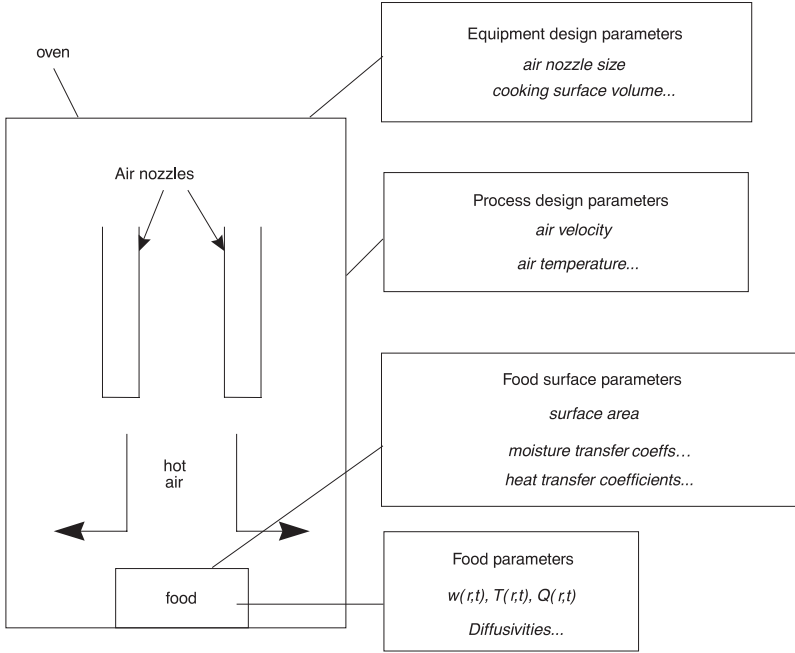 oven
Air nozzles
hot
air
food
Equipment design parameters
air nozzle size
cooking surface volume...
Process design parameters
air velocity
air temperature...
Food surface parameters
surface area
moisture transfer coeffs...
heat transfer coefficients...
Food parameters
w(r,t), T(r,t), Q(r,t)
Diffusivities...